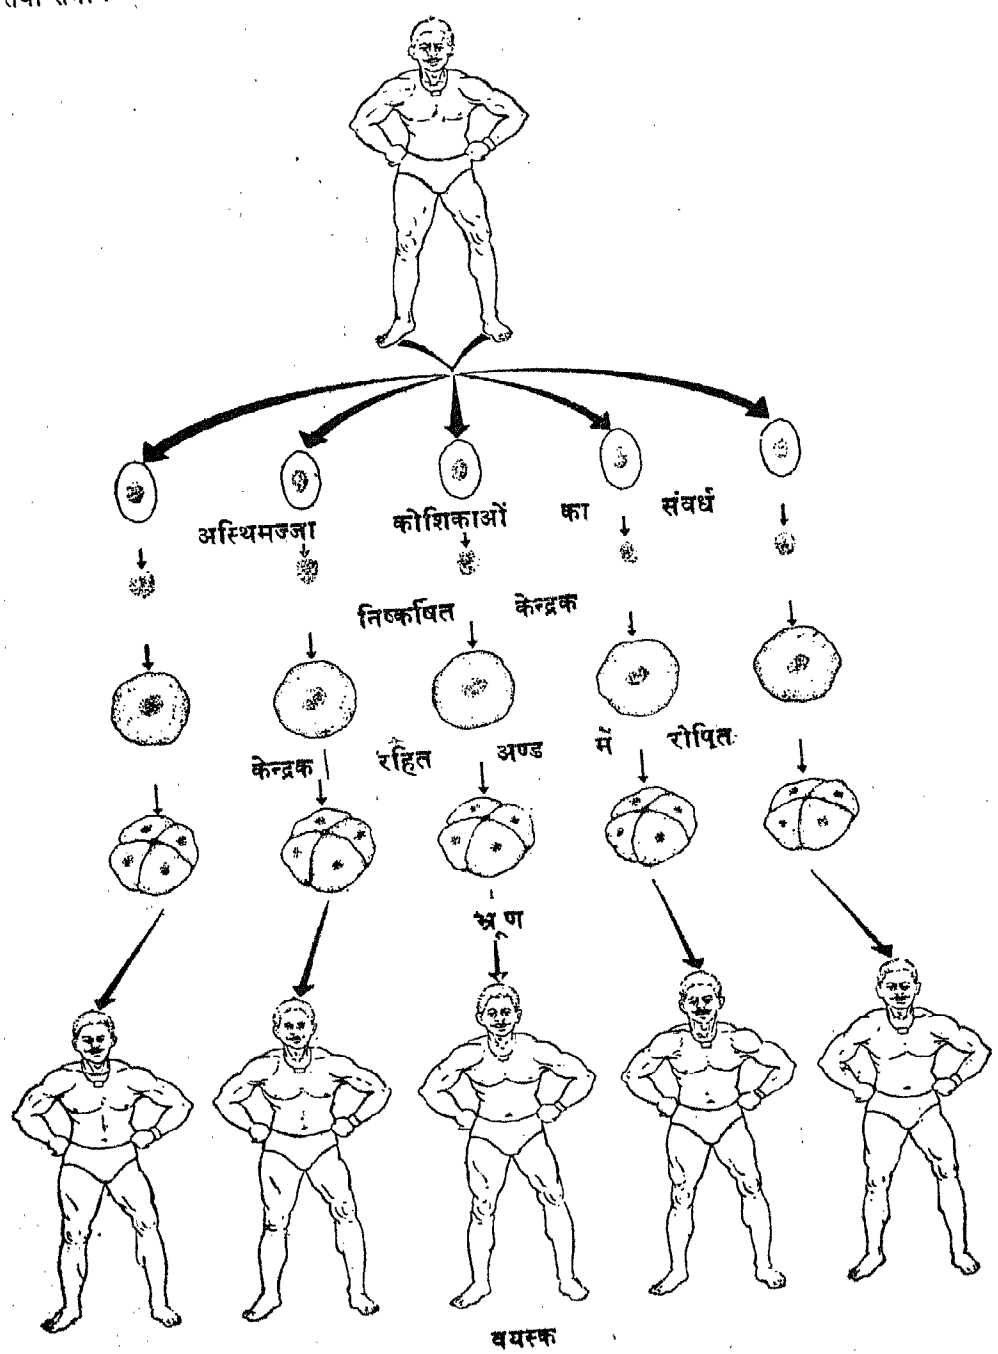 अस्थिमज्जा कोशिकाओं का संवर्ध
निष्कर्षित केन्द्रक
केन्द्रक रहित अण्ड में रोपित
भ्रूण
वयस्क